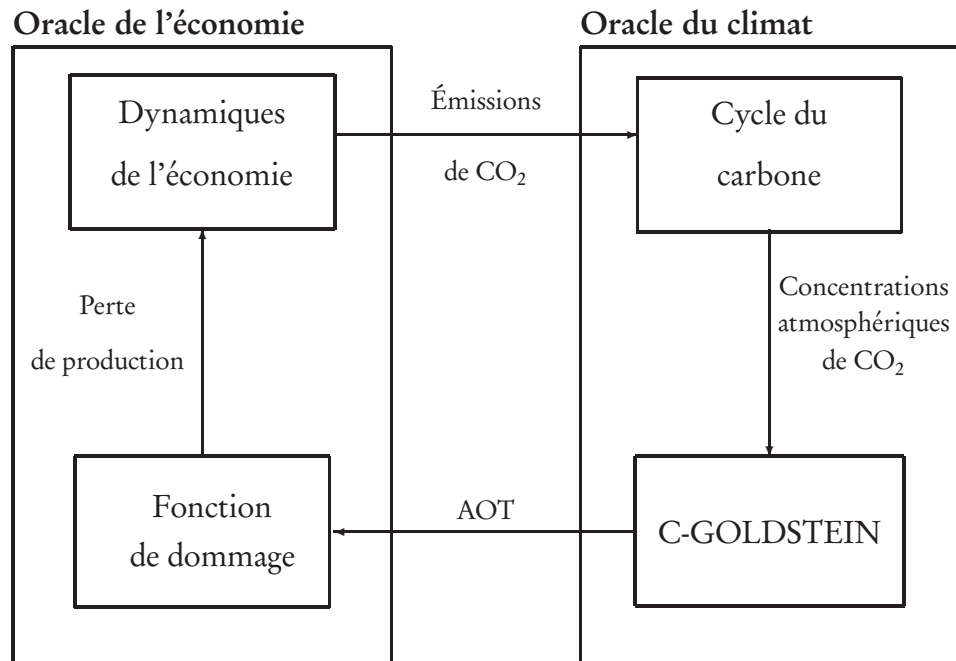 Oracle de l'économie
Oracle du climat
Dynamiques
de l'économie
Émissions
de CO₂
Cycle du
carbone
Perte
de production
Concentrations
atmosphériques
de CO₂
Fonction
de dommage
AOT
C-GOLDSTEIN